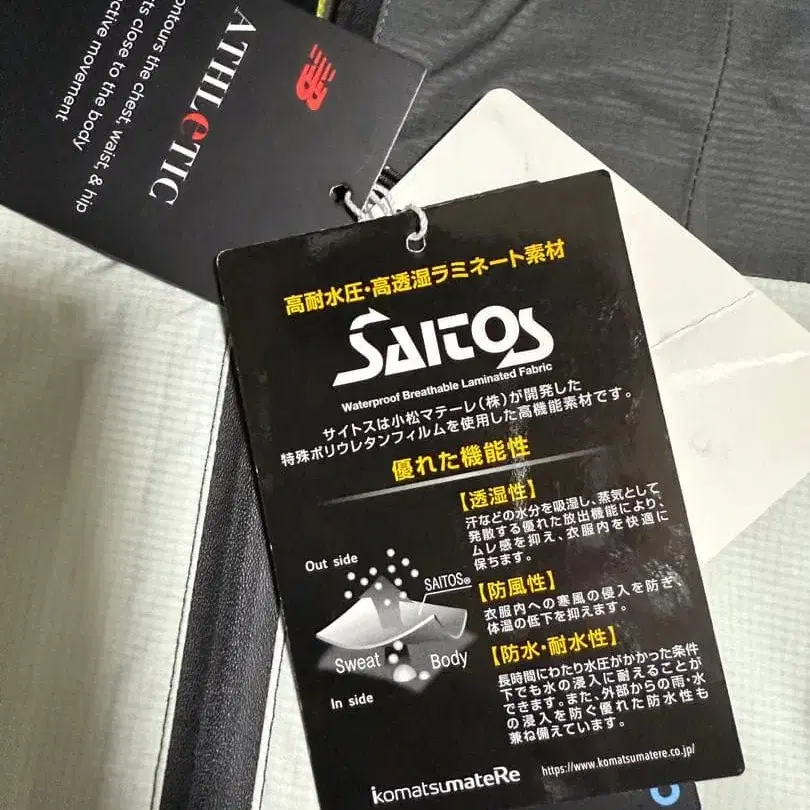 ontours the chest, waist, & hip
ts close to the body
ctive movement
ATHLeTIC
NB
高耐水圧・高透湿ラミネート素材
SAITOS
Waterproof Breathable Laminated Fabric
サイトスは小松マテーレ(株)が開発した
特殊ポリウレタンフィルムを使用した高機能素材です。
優れた機能性
【透湿性】
汗などの水分を吸湿し、蒸気として
発散する優れた放出機能により、
ムレ感を抑え、衣服内を快適に
保ちます。
Out side
SAITOS®
Sweat
Body
In side
【防風性】
衣服内への寒風の侵入を防ぎ、
体温の低下を抑えます。
【防水・耐水性】
長時間にわたり水圧がかかった条件
下でも水の浸入に耐えることが
できます。また、外部からの雨・水
の浸入を防ぐ優れた防水性も
兼ね備えています。
komatsumateRe
https://www.komatsumatere.co.jp/